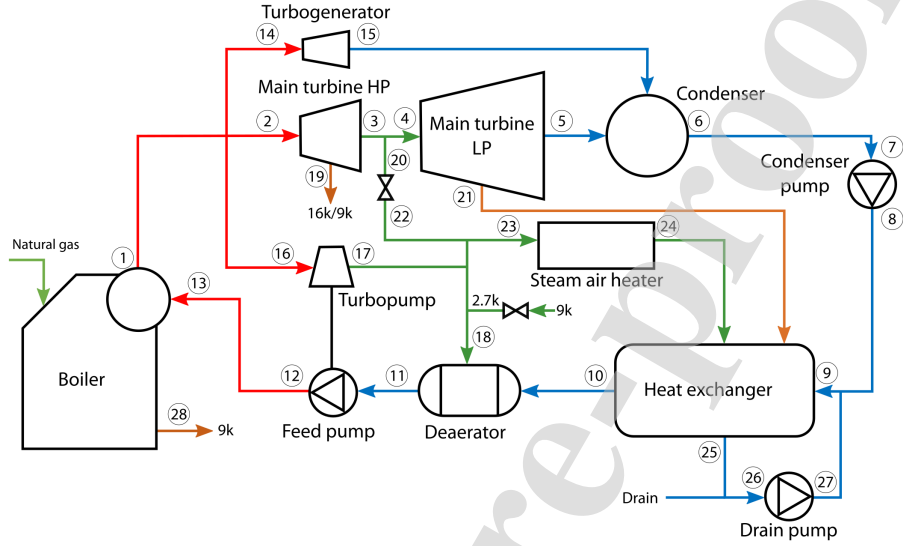 Turbogenerator
14
15
Main turbine HP
Condenser
2
3
4
Main turbine
LP
5
6
7
20
Condenser
pump
19
21
8
16k/9k
22
Natural gas
1
16
17
23
24
13
Steam air heater
Turbopump
2.7k
9k
18
Boiler
12
11
10
Heat exchanger
9
28
9k
Feed pump
Deaerator
25
26
27
Drain
Drain pump
re-proof